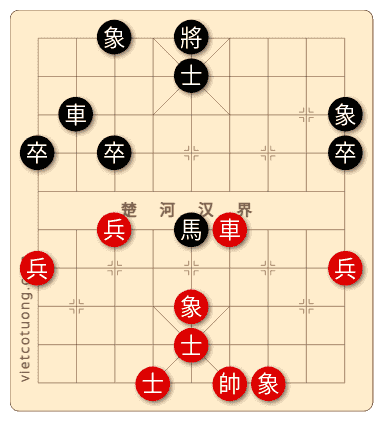 象 將
士
車 象
卒 卒 卒
楚 河 汉 界
兵 馬 車
兵 兵
象
士
士 帥 象